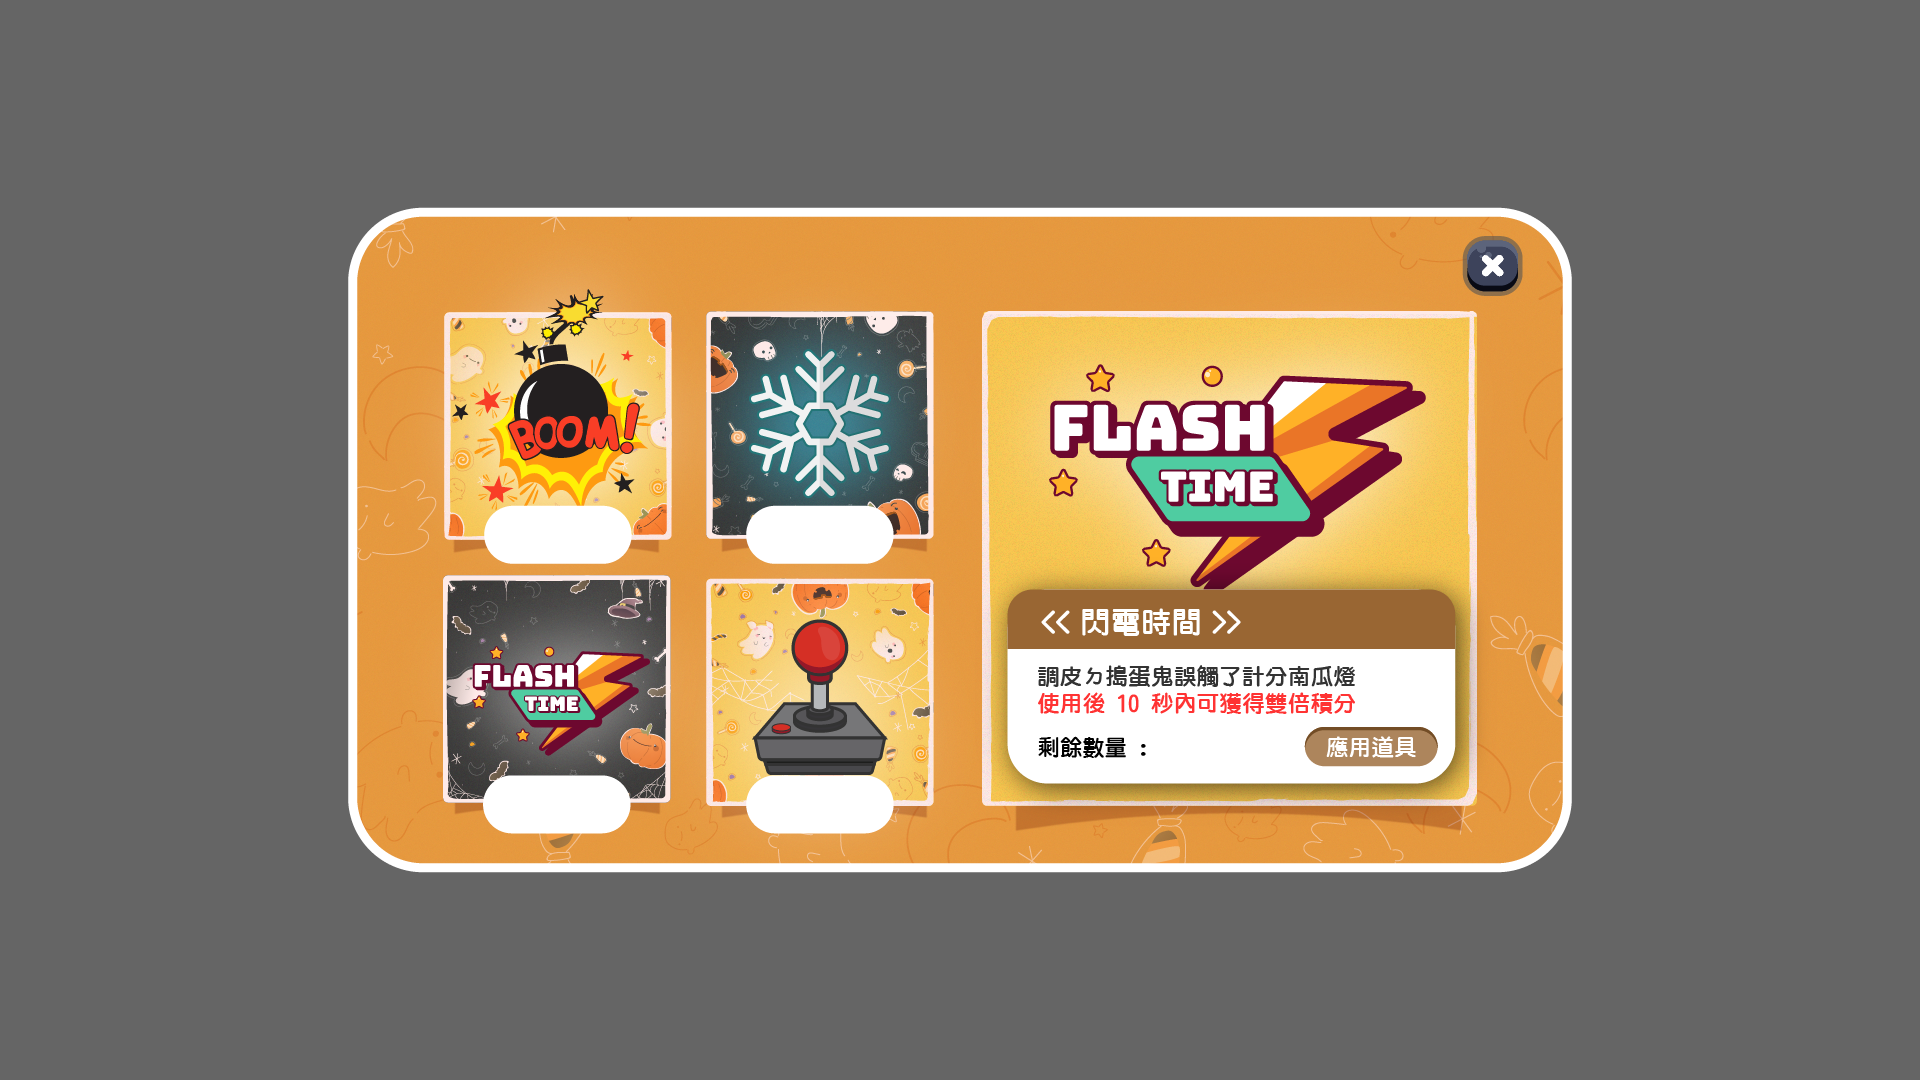 BOOM!
FLASH
TIME
FLASH
TIME
<< 閃電時間 >>
調皮ㄉ搗蛋鬼誤觸了計分南瓜燈
使用後 10 秒內可獲得雙倍積分
剩餘數量 :
應用道具